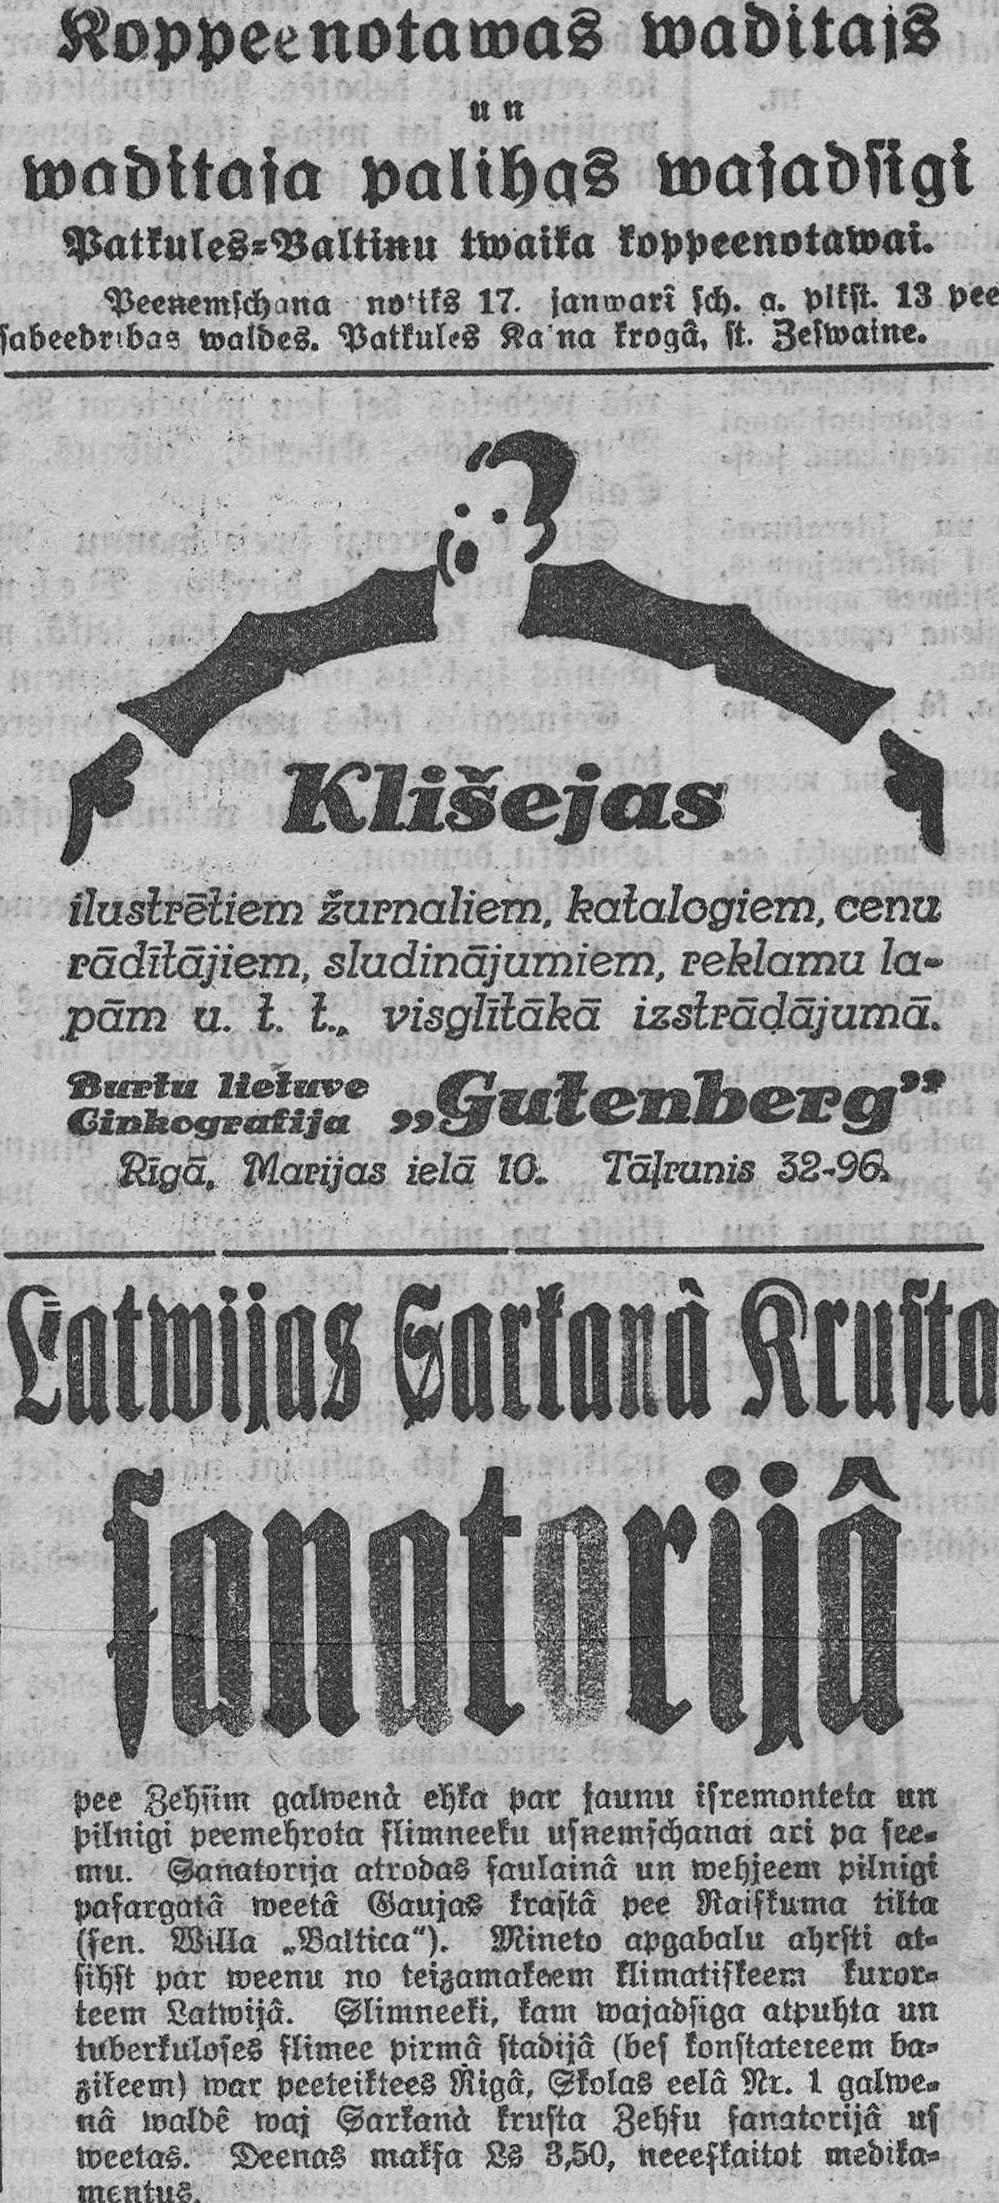 Koppeenotawas waditajs
un
waditaja palihgs wajadsigi
Patkules-Baltinu twaika koppeenotawai.
Peenemschana notiks 17. janwarî sch. g. plkst. 13 pee
sabeedribas waldes. Patkules Kalna krogâ, st. Zeswaine.
Klišejas
ilustrētiem žurnaliem, katalogiem, cenu
rādītājiem, sludinājumiem, reklamu la-
pām u. t. t., visglītākā izstrādājumā.
Burtu lietuve
Cinkografija „Gutenberg”
Rīgā, Marijas ielā 10. Tāļrunis 32-96.
Latwijas Sarkanâ Krusta
sanatorijâ
pee Zehsim galwenâ ehka par jaunu isremonteta un
pilnigi peemehrota slimneeku usnemschanai ari pa see-
mu. Sanatorija atrodas saulainâ un wehjeem pilnigi
pasargatâ weetâ Gaujas krastâ pee Raiskuma tilta
(sen. Willa „Baltica“). Mineto apgabalu ahrsti at-
sihst par weenu no teizamakeem klimatiskeem kuror-
teem Latwijâ. Slimneeki, kam wajadsiga atpuhta un
tuberkuloses slimee pirmâ stadijâ (bes konstateteem ba-
zileem) war peeteiktees Rigâ, Skolas eelâ Nr. 1 galwe-
nâ waldê waj Sarkanâ krusta Zehsu sanatorijâ us
weetas. Deenas maksa Ls 3,50, neeeskaitot medika-
mentus.